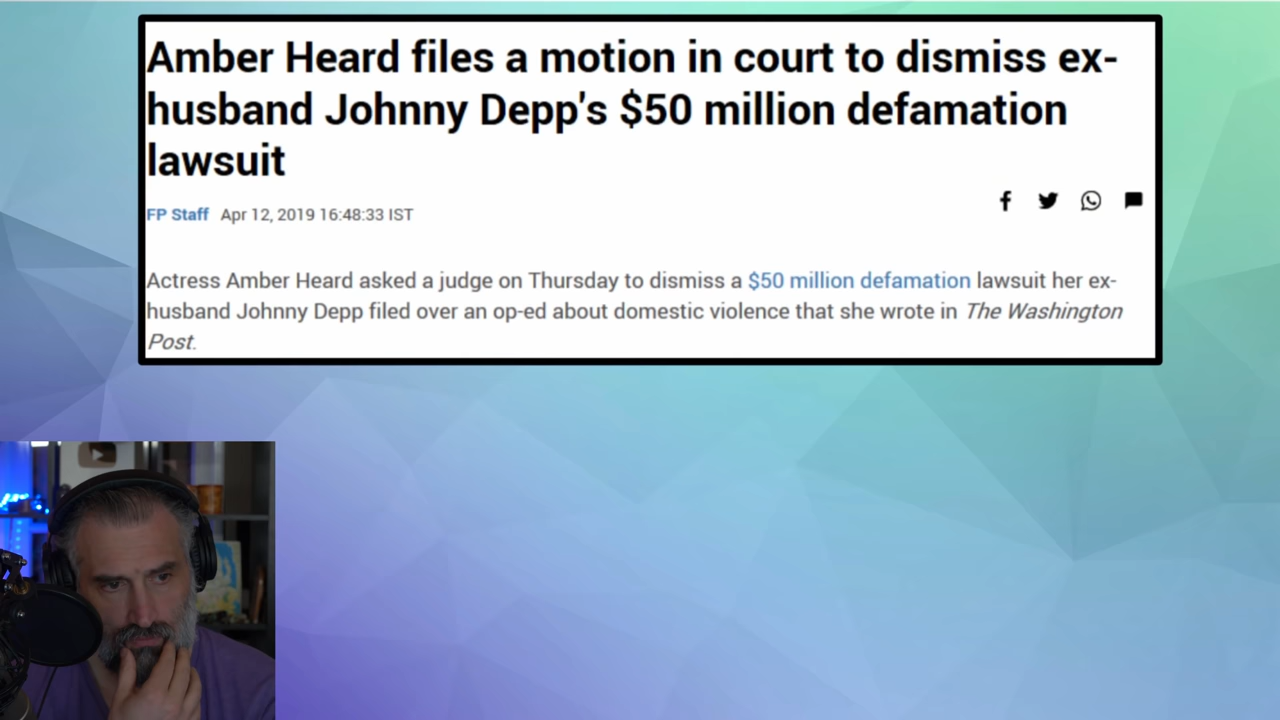 Amber Heard files a motion in court to dismiss ex-
husband Johnny Depp's $50 million defamation
lawsuit
FP Staff Apr 12, 2019 16:48:33 IST
Actress Amber Heard asked a judge on Thursday to dismiss a $50 million defamation lawsuit her ex-
husband Johnny Depp filed over an op-ed about domestic violence that she wrote in The Washington
Post.